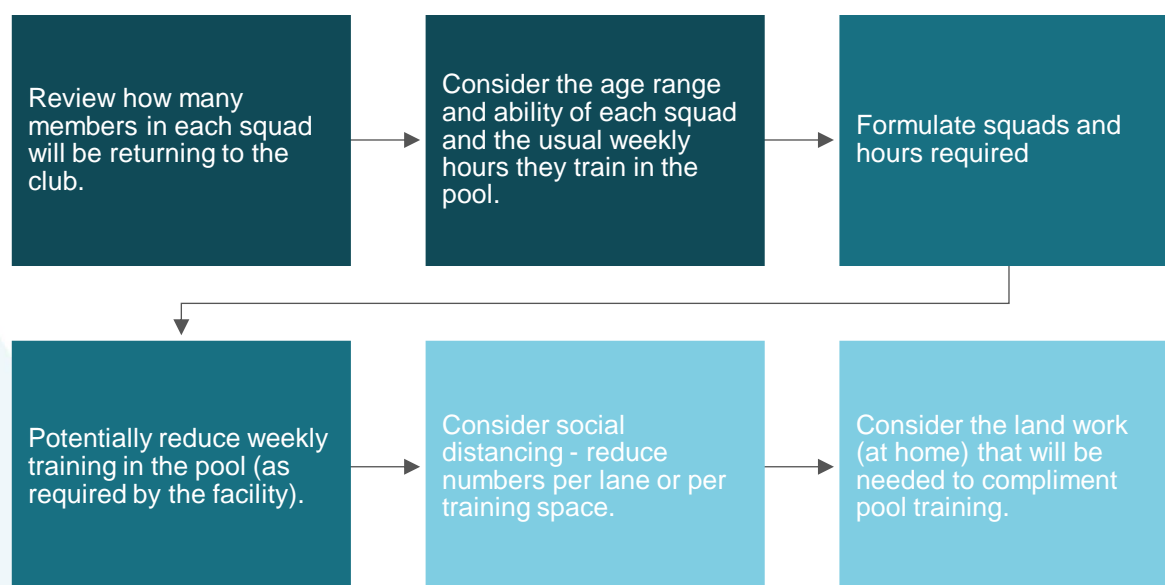 Review how many
members in each squad
will be returning to the
club.
Consider the age range
and ability of each squad
and the usual weekly
hours they train in the
pool.
Formulate squads and
hours required
Potentially reduce weekly
training in the pool (as
required by the facility).
Consider social
distancing - reduce
numbers per lane or per
training space.
Consider the land work
(at home) that will be
needed to compliment
pool training.